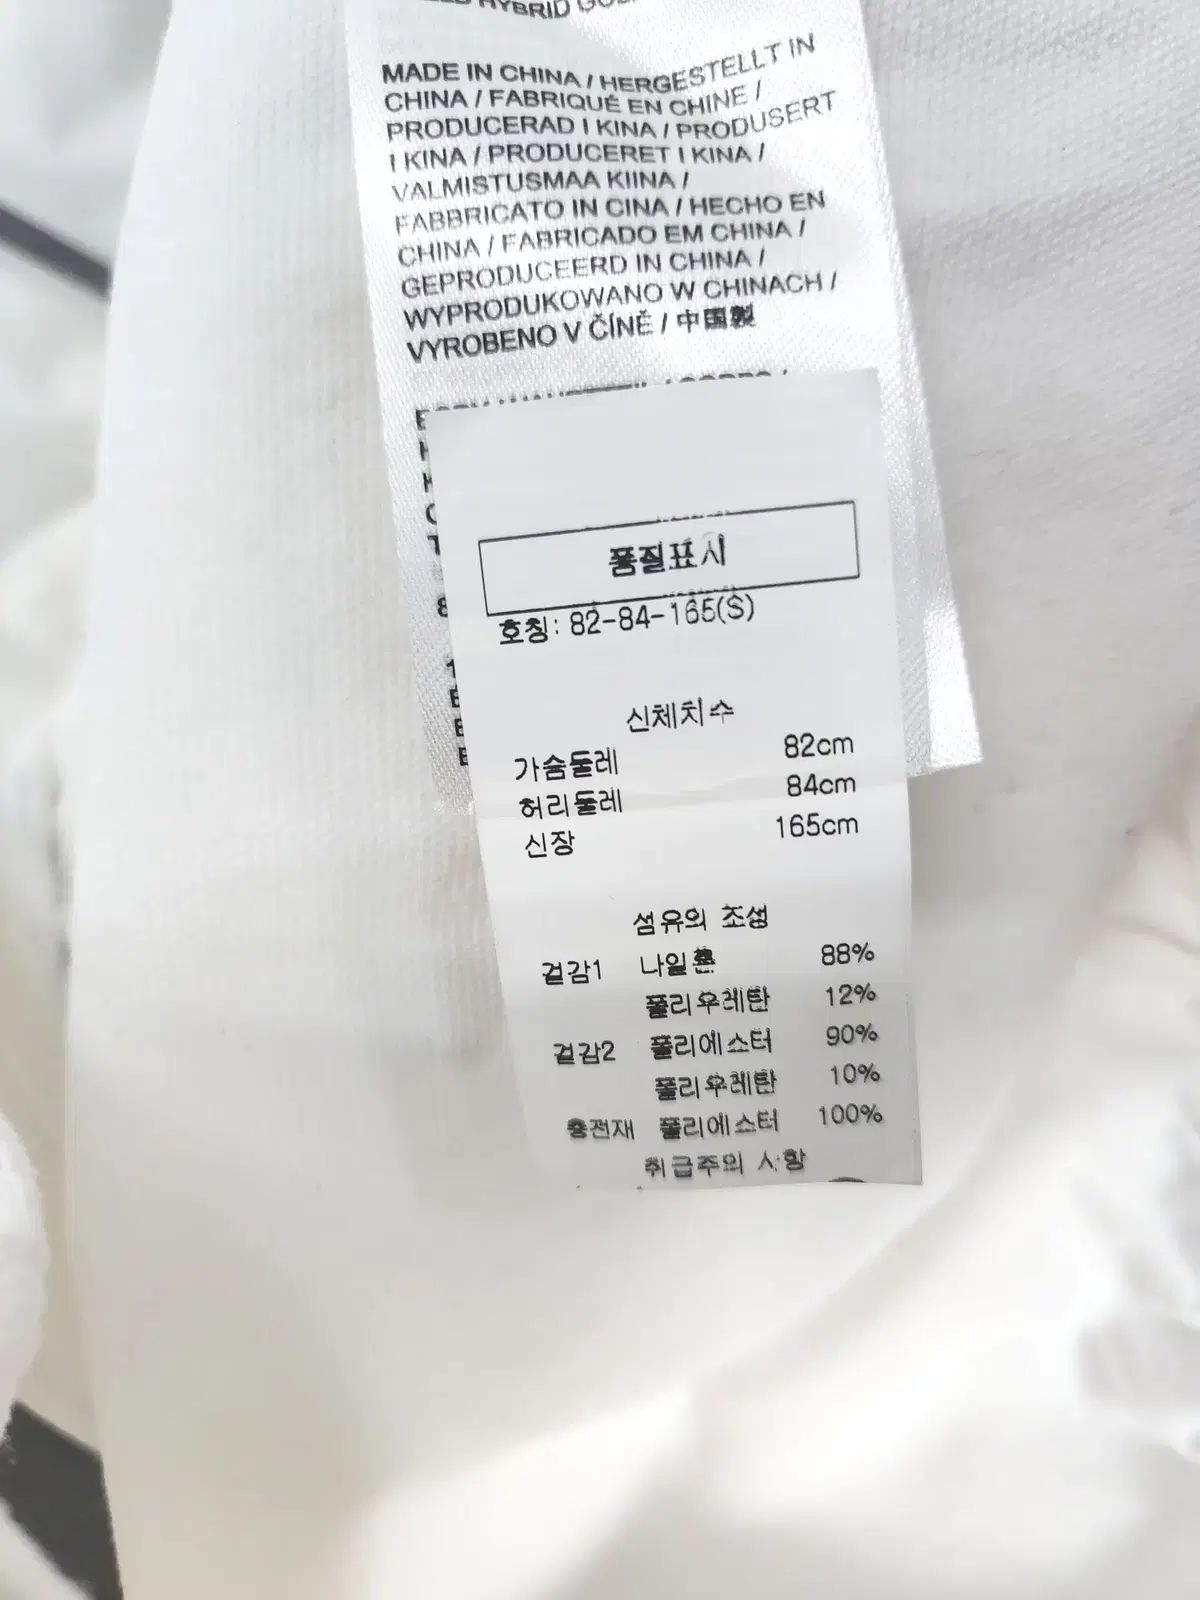 HYBRID
MADE IN CHINA / HERGESTELLT IN
CHINA / FABRIQUÉ EN CHINE /
PRODUCERAD I KINA / PRODUSERT
I KINA / PRODUCERET I KINA /
VALMISTUSMAA KIINA /
FABBRICATO IN CINA / HECHO EN
CHINA / FABRICADO EM CHINA /
GEPRODUCEERD IN CHINA /
WYPRODUKOWANO W CHINACH /
VYROBENO V ČÍNĚ / 中国製
품질표시
호칭: 82-84-165(S)
신체치수
가슴둘레 82cm
허리둘레 84cm
신장 165cm
섬유의 조성
겉감1 나일론 88%
폴리우레탄 12%
겉감2 폴리에스터 90%
폴리우레탄 10%
충전재 폴리에스터 100%
취급주의 사항